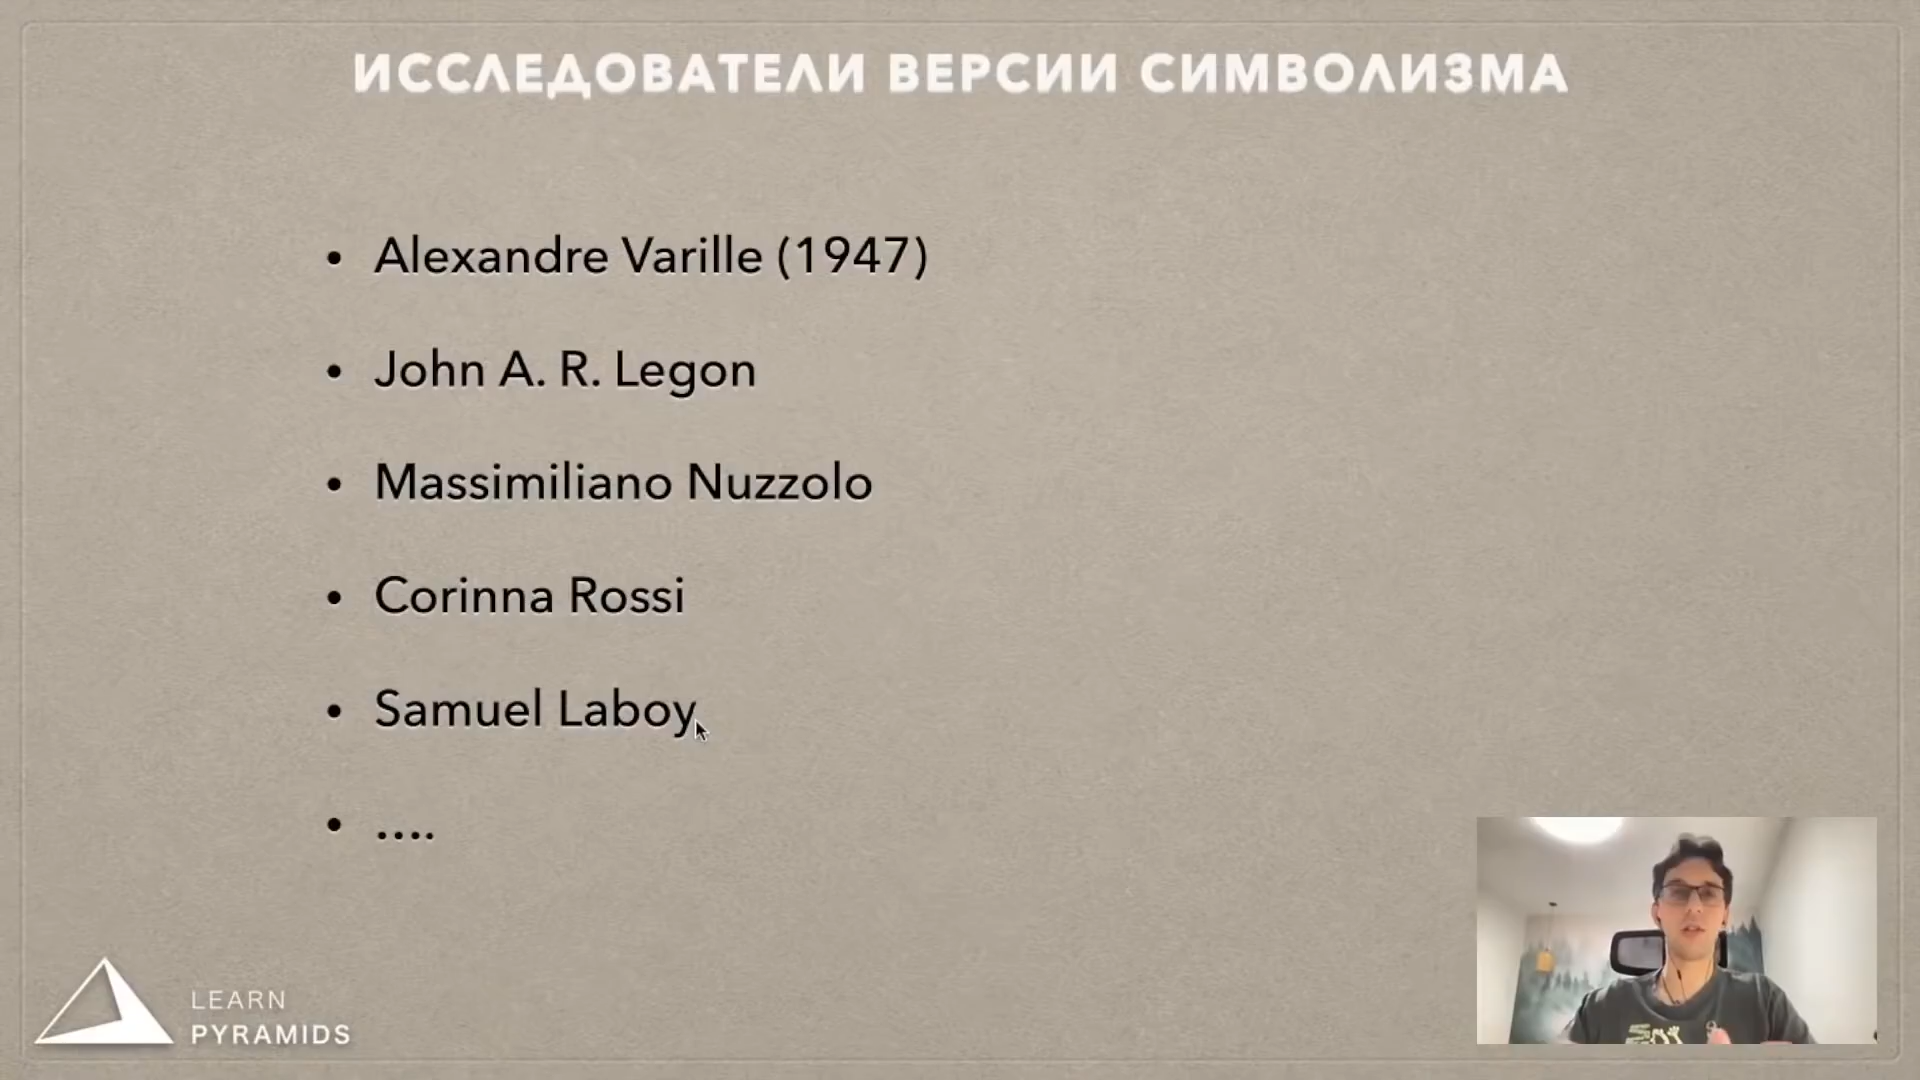 ИССЛЕДОВАТЕЛИ ВЕРСИИ СИМВОЛИЗМА
• Alexandre Varille (1947)
• John A. R. Legon
• Massimiliano Nuzzolo
• Corinna Rossi
• Samuel Laboy
• ....
LEARN
PYRAMIDS